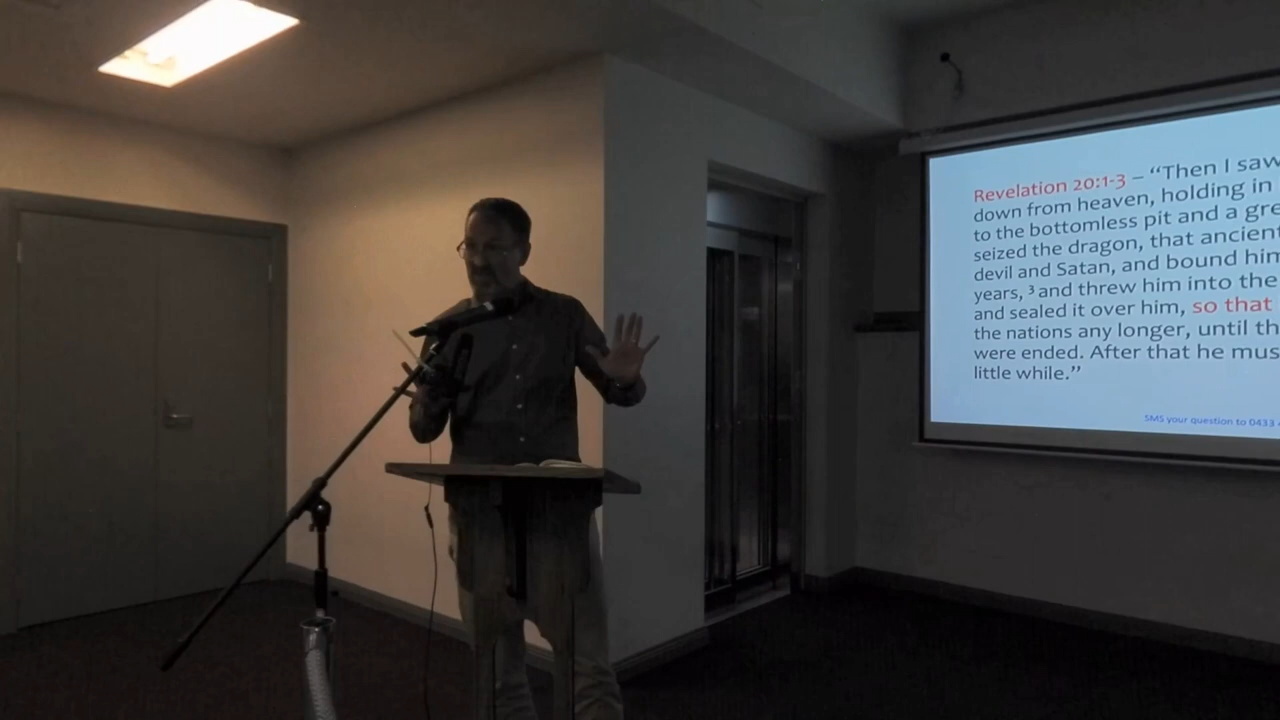 Revelation 20:1-3 – “Then I saw
down from heaven, holding in
to the bottomless pit and a gre
seized the dragon, that ancient
devil and Satan, and bound him
years, ³ and threw him into the
and sealed it over him, so that
the nations any longer, until th
were ended. After that he mus
little while.”
SMS your question to 0433